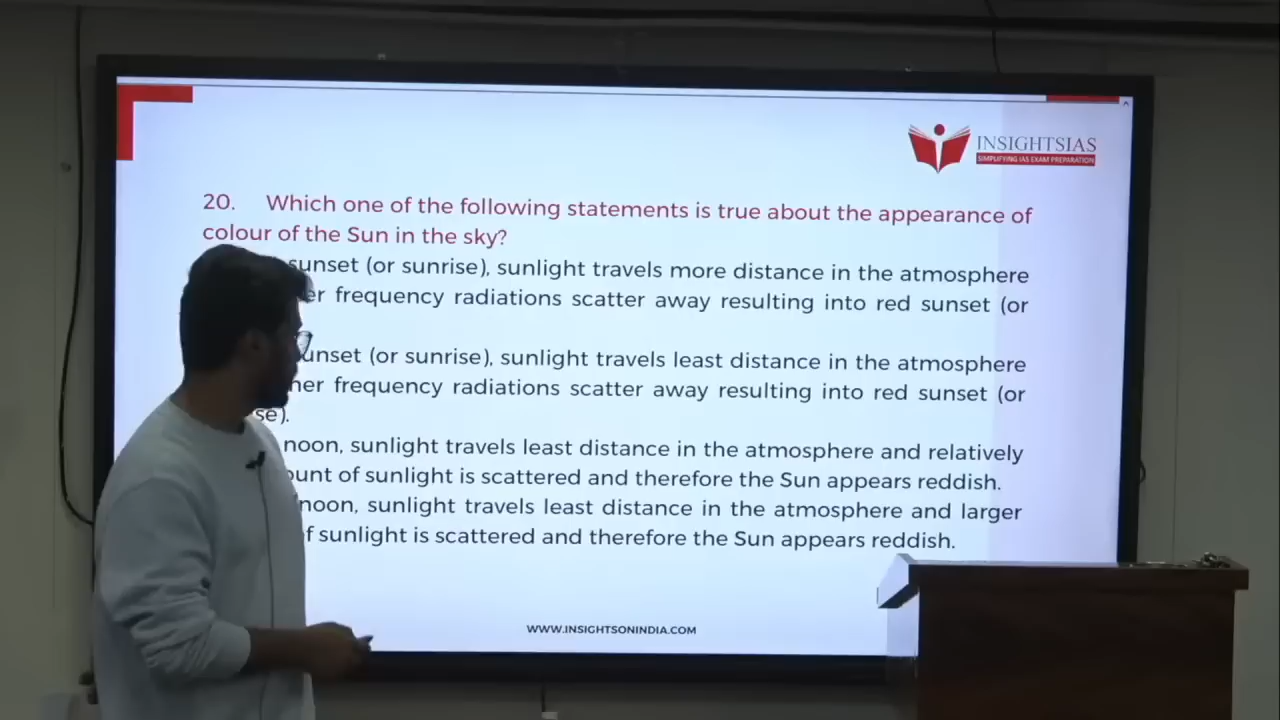 INSIGHTSIAS
SIMPLIFYING IAS EXAM PREPARATION
20. Which one of the following statements is true about the appearance of
colour of the Sun in the sky?
sunset (or sunrise), sunlight travels more distance in the atmosphere
frequency radiations scatter away resulting into red sunset (or
sunset (or sunrise), sunlight travels least distance in the atmosphere
frequency radiations scatter away resulting into red sunset (or
noon, sunlight travels least distance in the atmosphere and relatively
of sunlight is scattered and therefore the Sun appears reddish.
noon, sunlight travels least distance in the atmosphere and larger
of sunlight is scattered and therefore the Sun appears reddish.
WWW.INSIGHTSONINDIA.COM